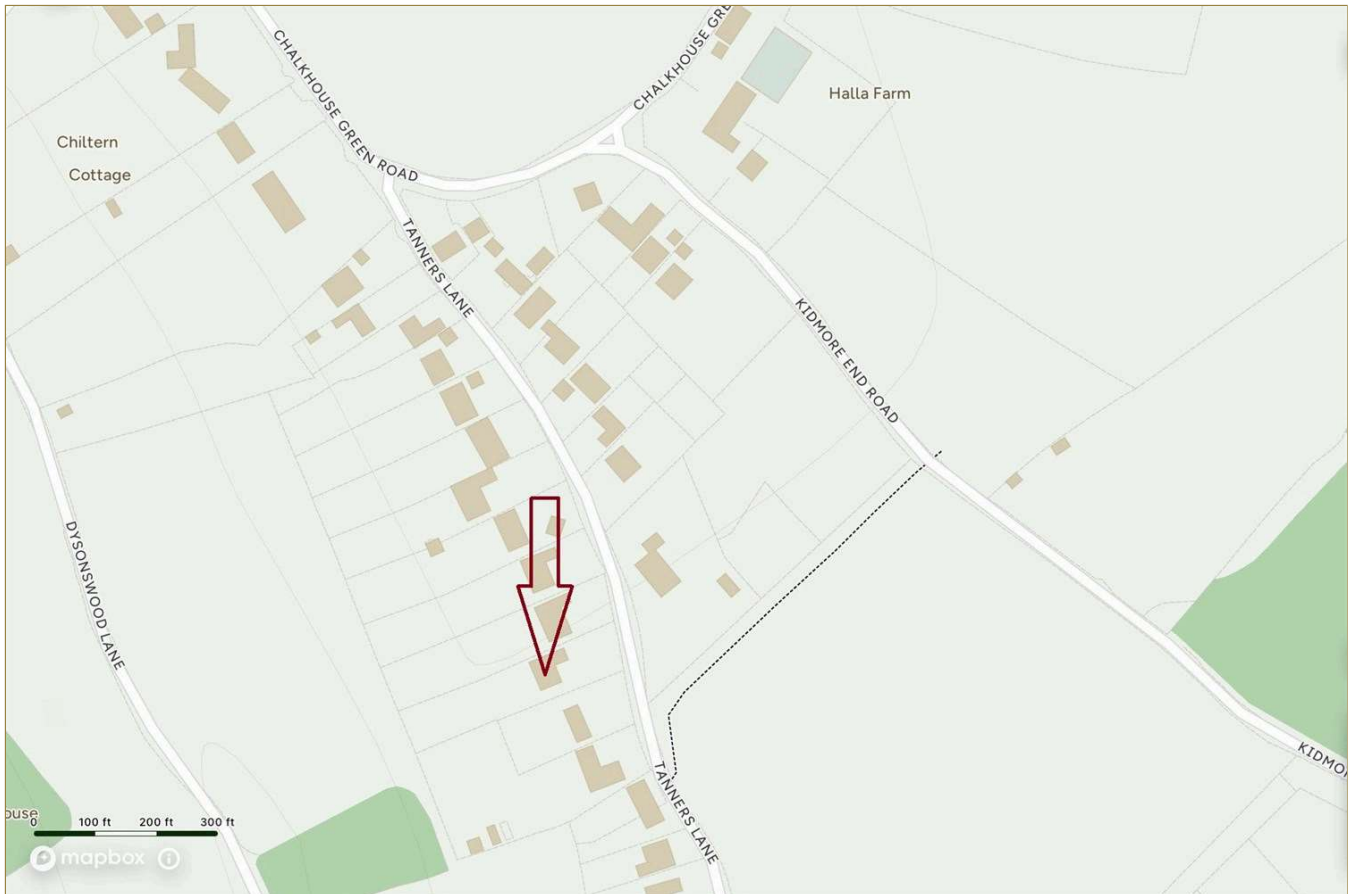 CHALKHOUSE GREEN ROAD
CHALKHOUSE GRE
Halla Farm
Chiltern
Cottage
TANNERS LANE
KIDMORE END ROAD
DYSONSWOOD LANE
KIDMO
TANNERS LANE
ouse
0 100 ft 200 ft 300 ft
mapbox